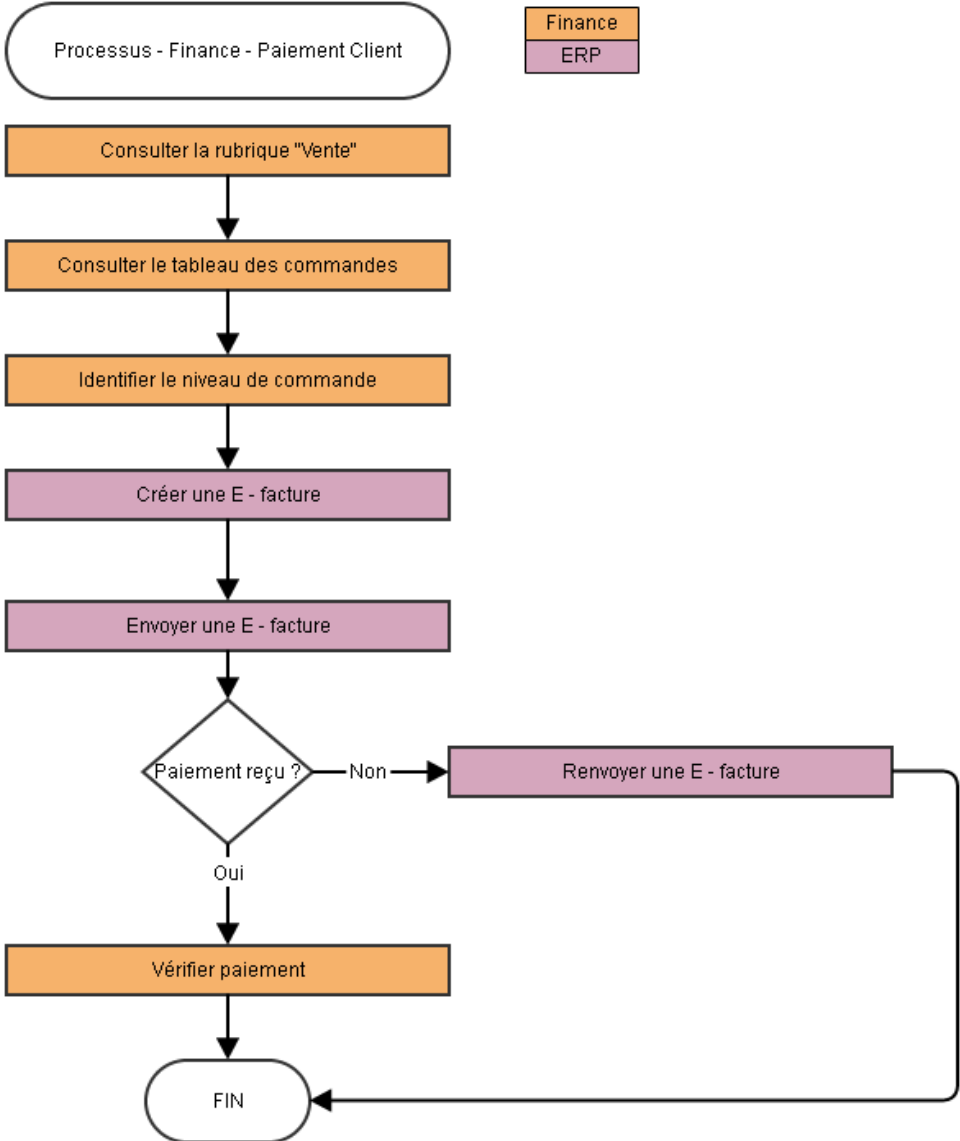 Processus - Finance - Paiement Client
Finance
ERP
Consulter la rubrique "Vente"
Consulter le tableau des commandes
Identifier le niveau de commande
Créer une E - facture
Envoyer une E - facture
Paiement reçu ?
Non
Renvoyer une E - facture
Oui
Vérifier paiement
FIN